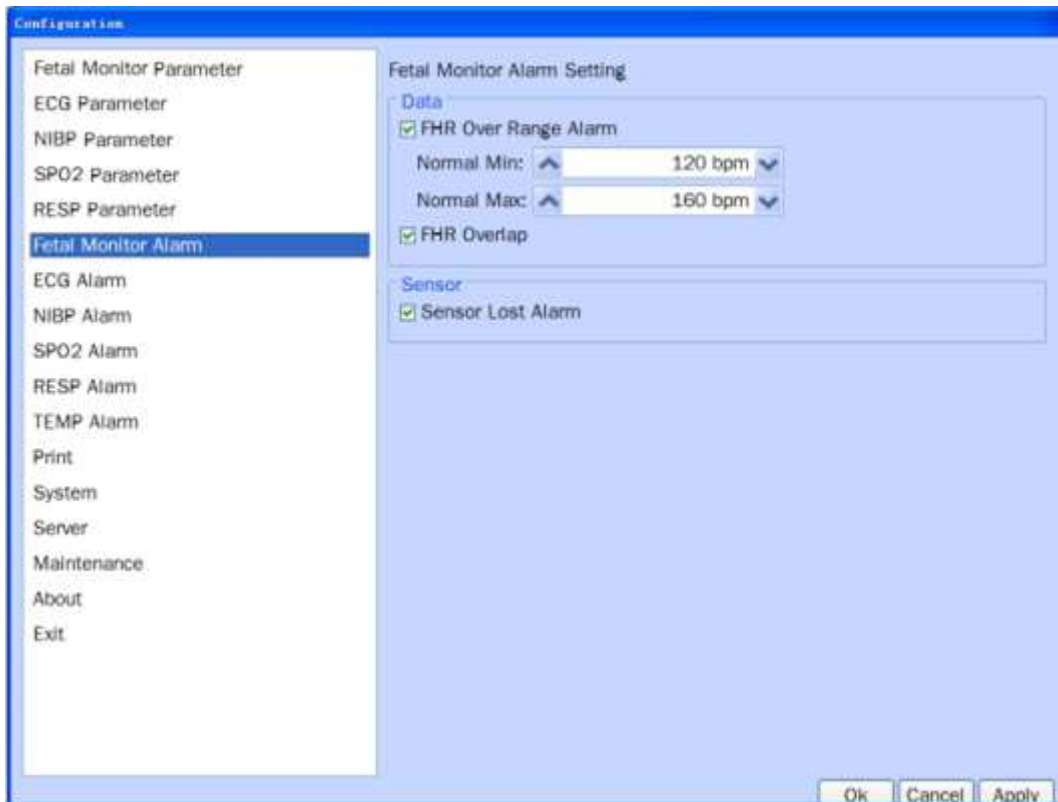 Configuration
Fetal Monitor Parameter
ECG Parameter
NIBP Parameter
SPO2 Parameter
RESP Parameter
Fetal Monitor Alarm
ECG Alarm
NIBP Alarm
SPO2 Alarm
RESP Alarm
TEMP Alarm
Print
System
Server
Maintenance
About
Exit
Fetal Monitor Alarm Setting
Data
FHR Over Range Alarm
Normal Min: 120 bpm
Normal Max: 160 bpm
FHR Overlap
Sensor
Sensor Lost Alarm
Ok Cancel Apply